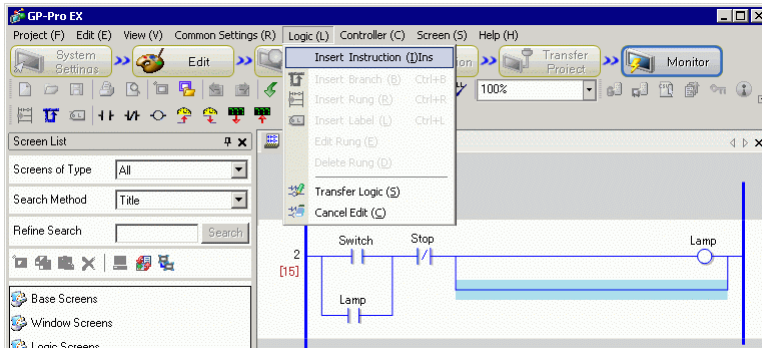 GP-Pro EX
Project (F) Edit (E) View (V) Common Settings (R) Logic (L) Controller (C) Screen (S) Help (H)
System Settings
Edit
Transfer Project
Monitor
Insert Instruction (I)Ins
Insert Branch (B) Ctrl+B
Insert Rung (R) Ctrl+R
Insert Label (L) Ctrl+L
Edit Rung (E)
Delete Rung (D)
Transfer Logic (S)
Cancel Edit (C)
100%
Screen List
Screens of Type All
Search Method Title
Refine Search Search
Base Screens
Window Screens
Logic Screens
Switch Stop Lamp
2
[15]
Lamp